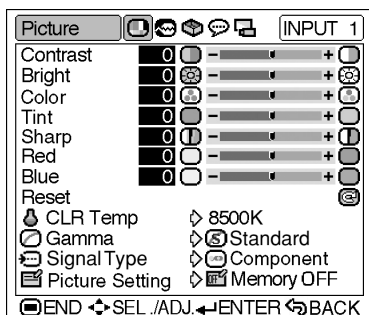 Picture INPUT 1
Contrast 0 - +
Bright 0 - +
Color 0 - +
Tint 0 - +
Sharp 0 - +
Red 0 - +
Blue 0 - +
Reset
CLR Temp 8500K
Gamma Standard
Signal Type Component
Picture Setting Memory OFF
END SEL./ADJ. ENTER BACK